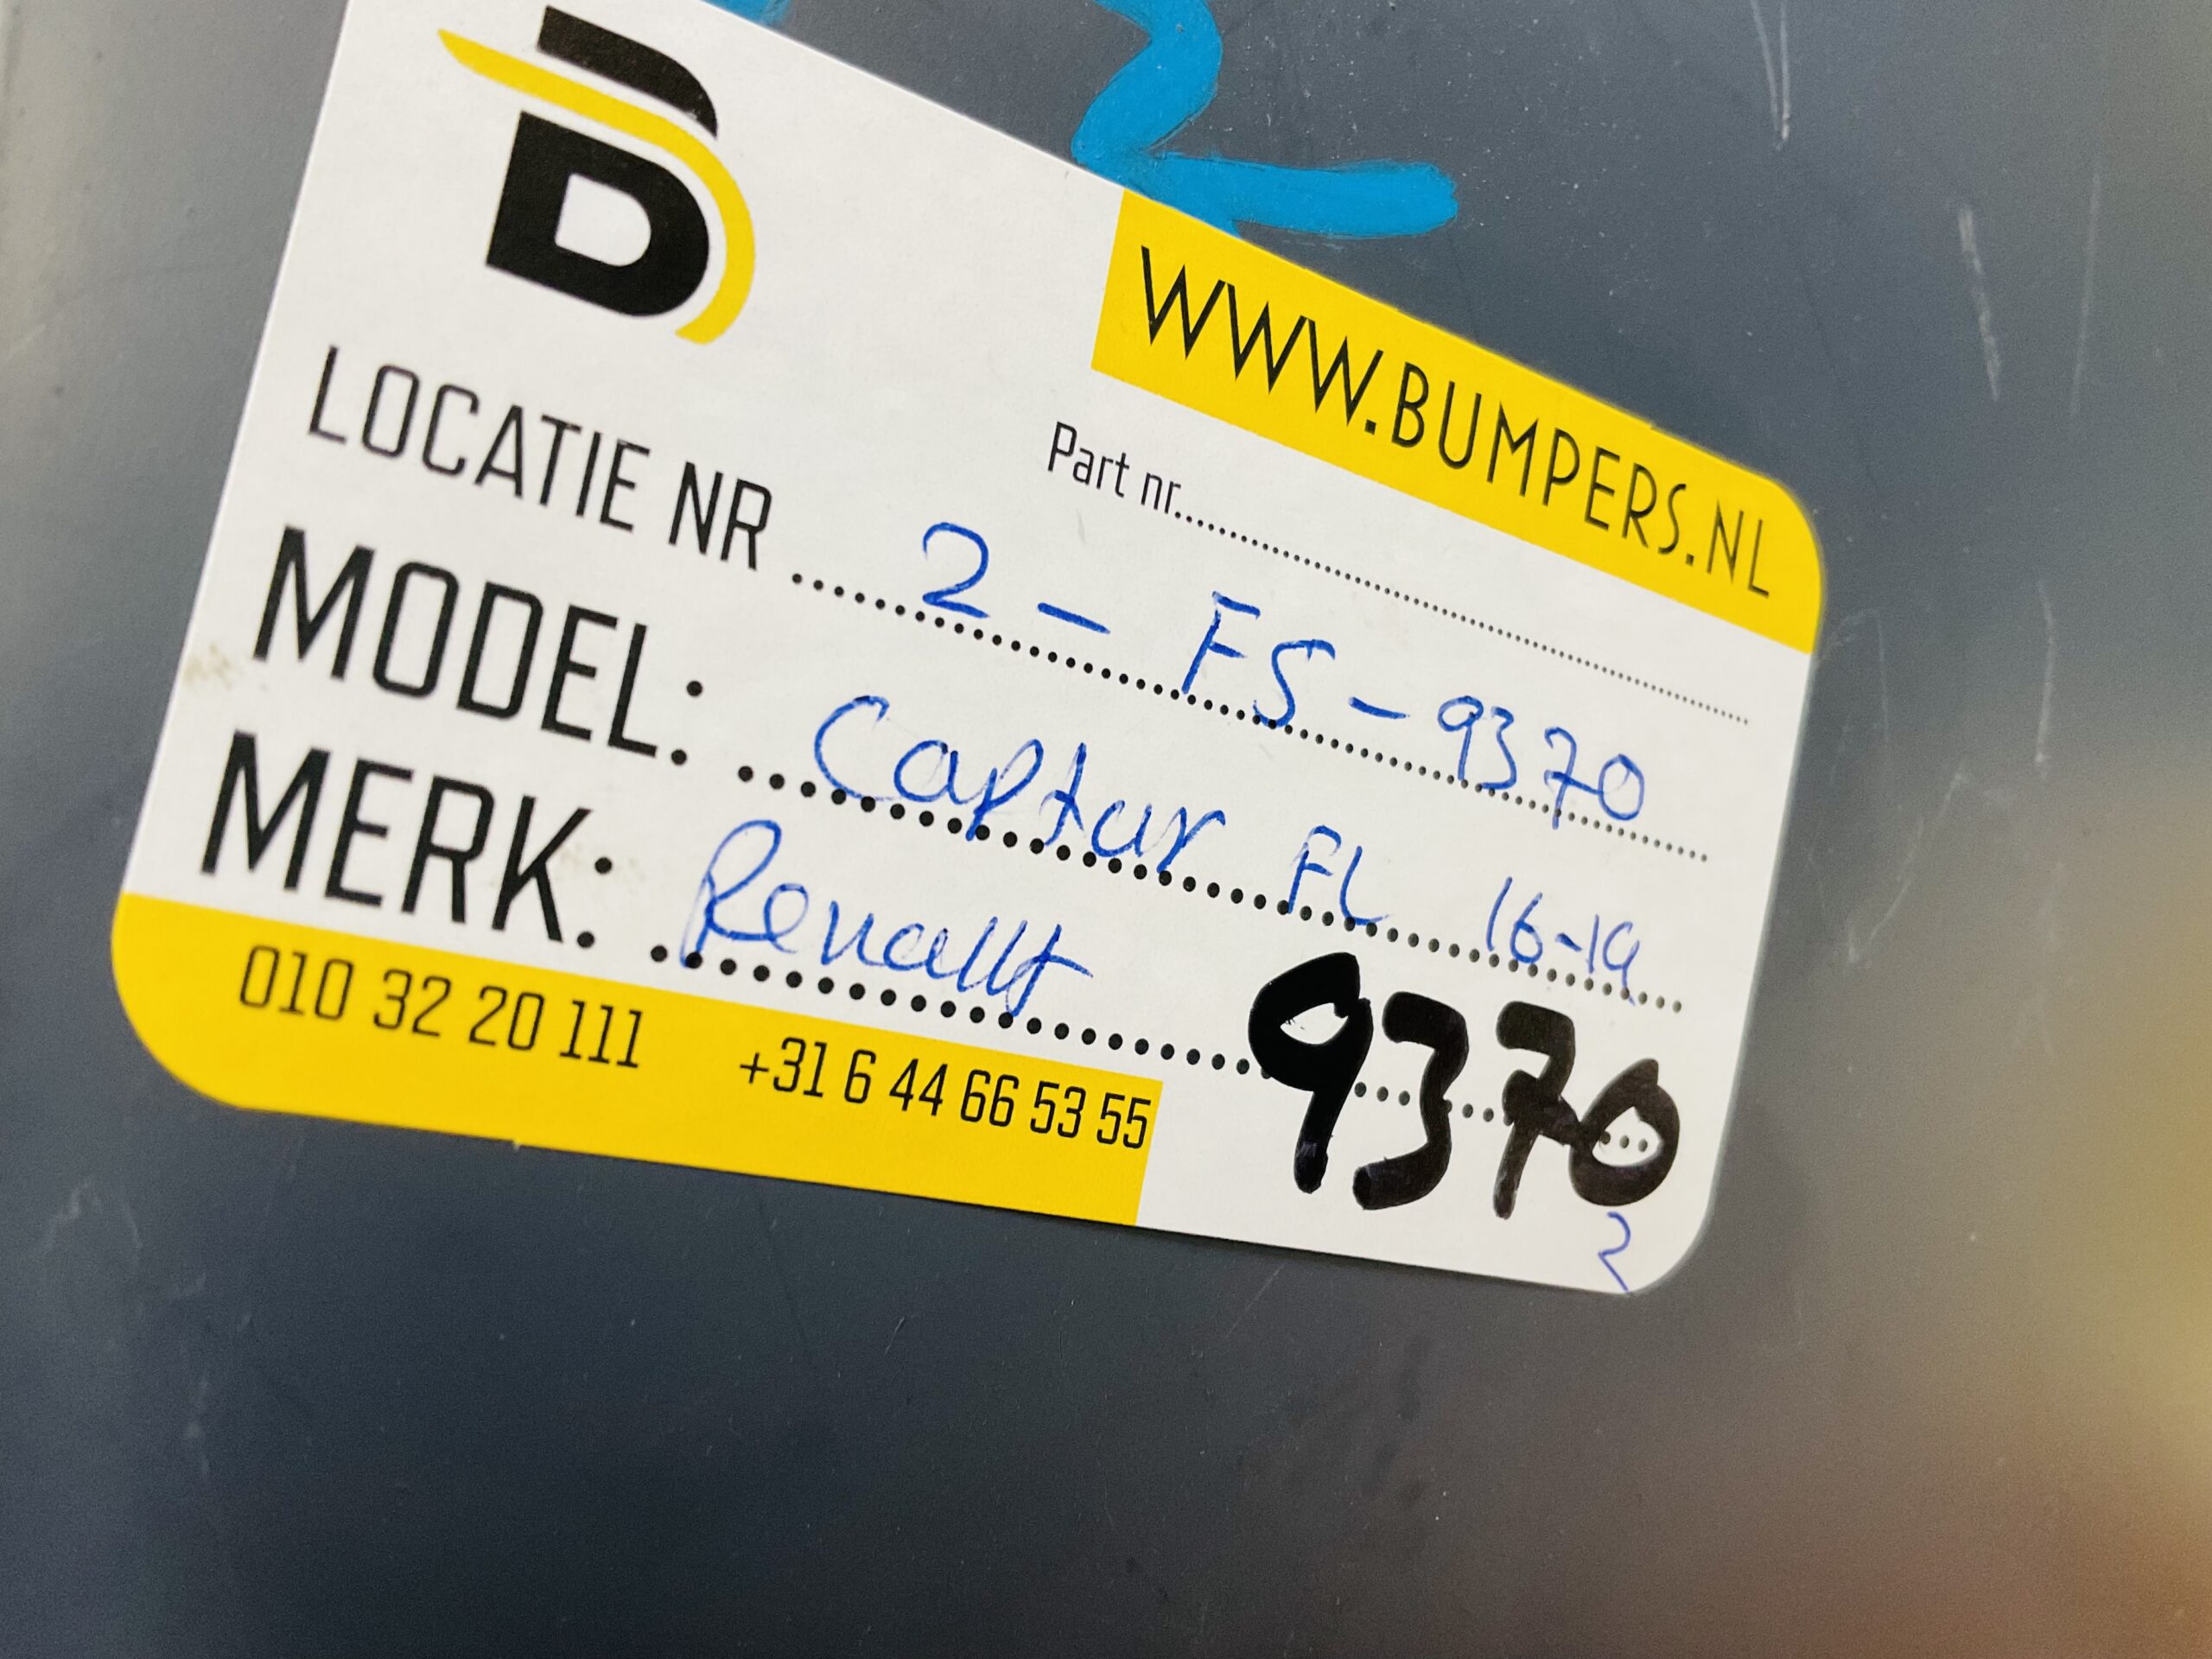 2
B
WWW.BUMPERS.NL
Part nr.
LOCATIE NR 2 - FS - 9370
MODEL: Captur FL 16-19
MERK: Renault
9370
010 32 20 111 +31 6 44 66 53 55
2